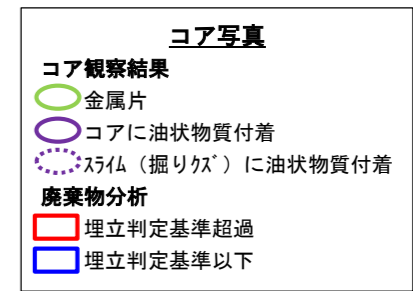 コア写真
コア観察結果
金属片
コアに油状物質付着
ｽﾗｲﾑ（掘りｸｽﾞ）に油状物質付着
廃棄物分析
埋立判定基準超過
埋立判定基準以下